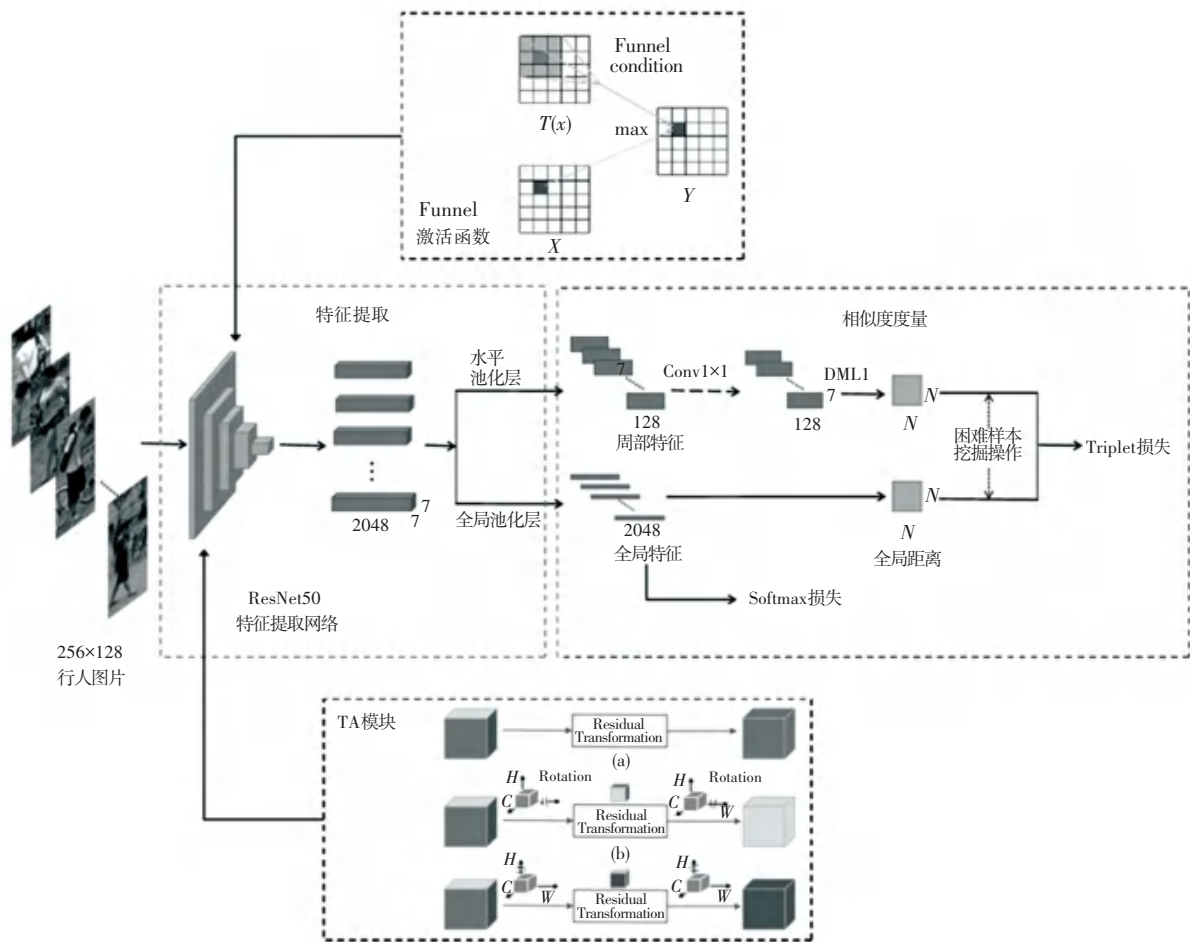 Funnel
condition
T(x)
max
Y
Funnel
激活函数
X
特征提取
相似度度量
水平
池化层
7
Conv1×1
7
DML1
N
128
周部特征
128
N
困难样本
挖掘操作
Triplet损失
7
2048
7
全局池化层
2048
全局特征
N
N
全局距离
Softmax损失
ResNet50
特征提取网络
256×128
行人图片
TA模块
Residual
Transformation
(a)
H
Rotation
C
H
Rotation
C
W
Residual
Transformation
(b)
H
C
W
H
C
W
Residual
Transformation